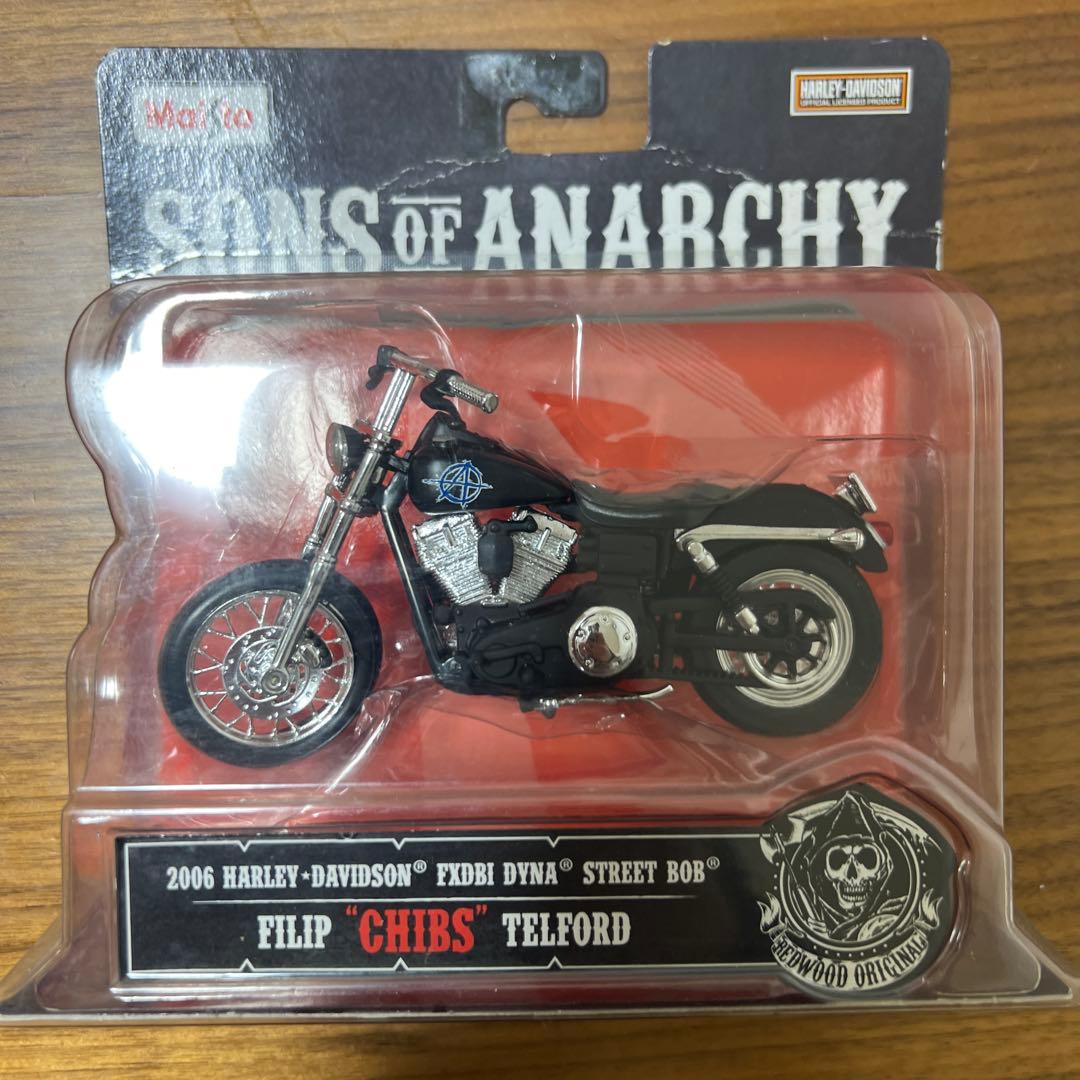 Maisto
HARLEY-DAVIDSON
OFFICIAL LICENSED PRODUCT
SONS OF ANARCHY
A
2006 HARLEY-DAVIDSON® FXDBI DYNA® STREET BOB®
FILIP "CHIBS" TELFORD
REDWOOD ORIGINAL